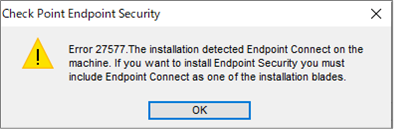 Check Point Endpoint Security
Error 27577.The installation detected Endpoint Connect on the
machine. If you want to install Endpoint Security you must
include Endpoint Connect as one of the installation blades.
OK